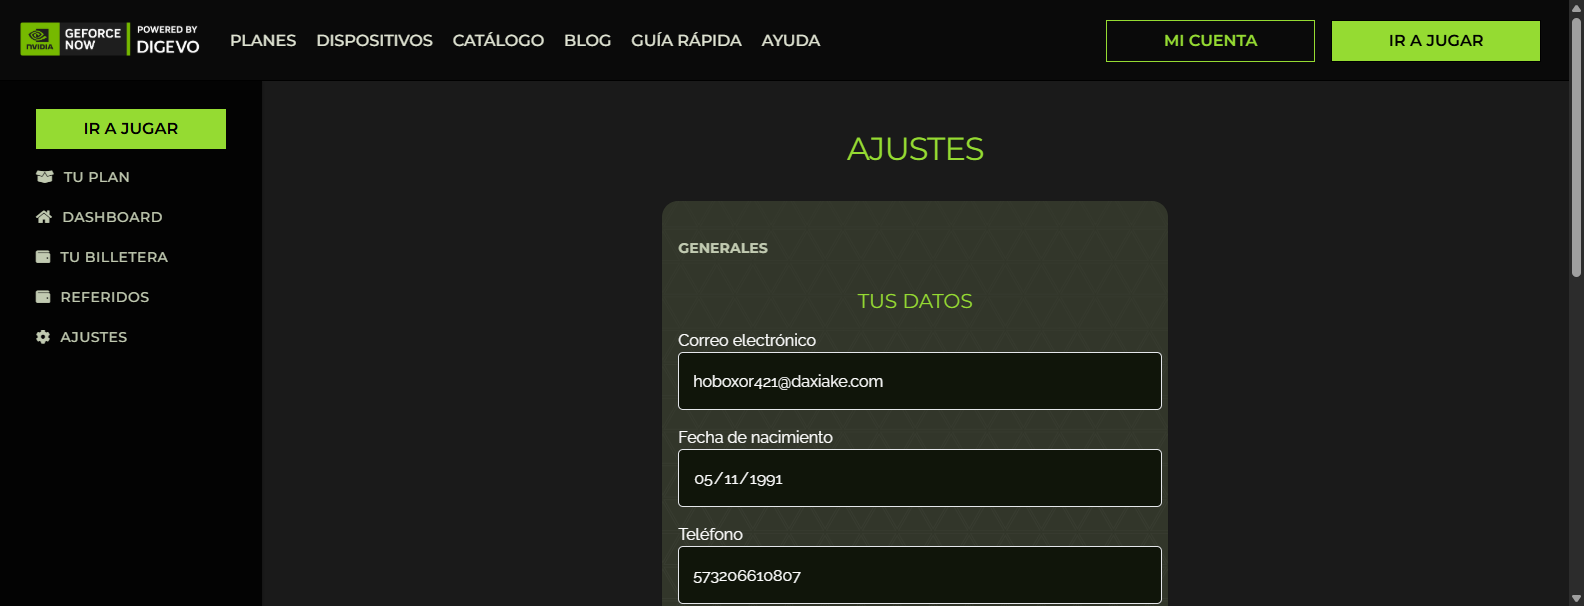 NVIDIA
GEFORCE NOW
POWERED BY
DIGEVO
PLANES DISPOSITIVOS CATÁLOGO BLOG GUÍA RÁPIDA AYUDA
MI CUENTA
IR A JUGAR
IR A JUGAR
TU PLAN
DASHBOARD
TU BILLETERA
REFERIDOS
AJUSTES
AJUSTES
GENERALES
TUS DATOS
Correo electrónico
hoboxor421@daxiake.com
Fecha de nacimiento
05/11/1991
Teléfono
573206610807